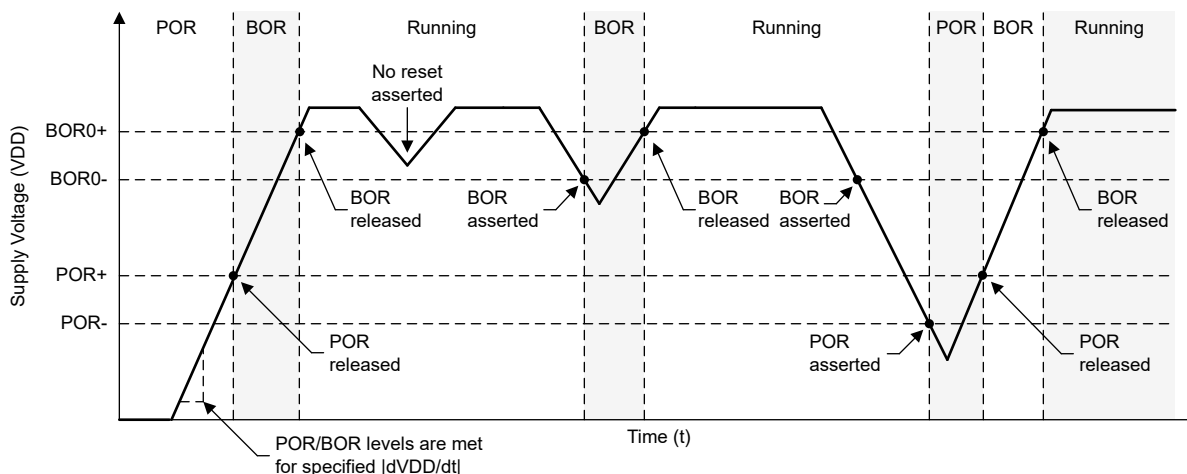 POR
BOR
Running
BOR
Running
POR
BOR
Running
No reset
asserted
BOR0+
BOR0-
POR+
POR-
Supply Voltage (VDD)
BOR
released
BOR
asserted
BOR
released
BOR
asserted
BOR
released
POR
released
POR
asserted
POR
released
Time (t)
POR/BOR levels are met
for specified |dVDD/dt|